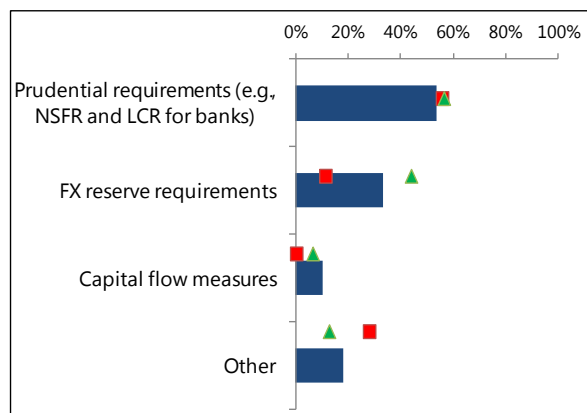 0% 20% 40% 60% 80% 100%
Prudential requirements (e.g.,
NSFR and LCR for banks)
FX reserve requirements
Capital flow measures
Other